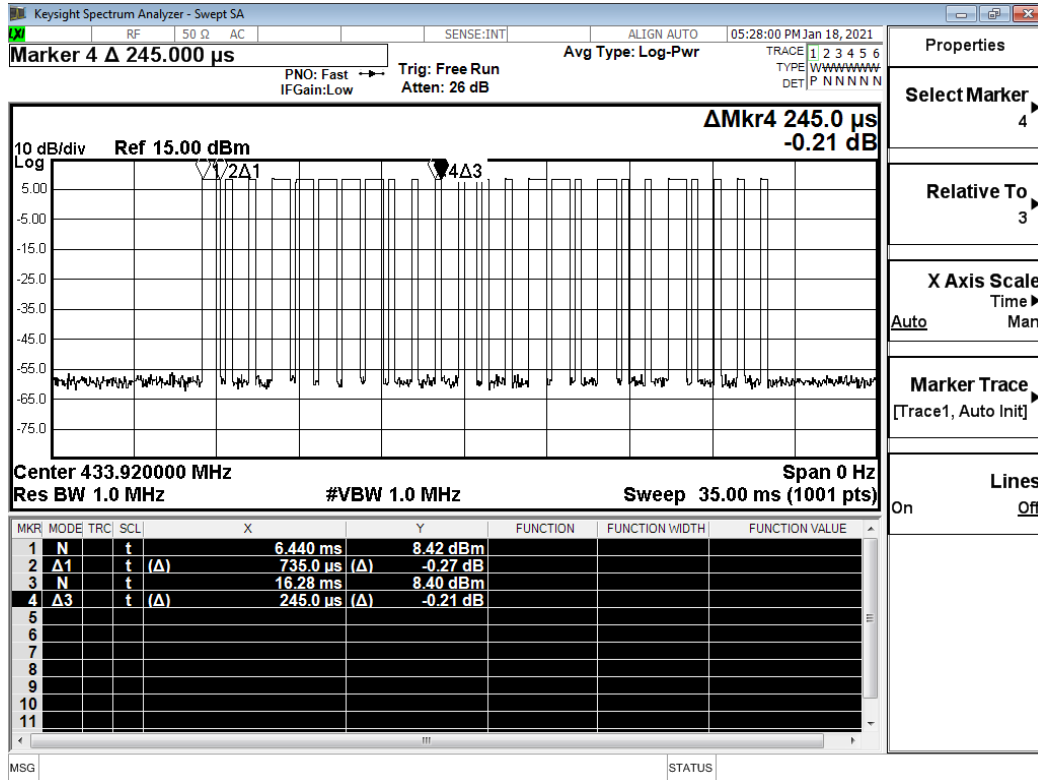 Keysight Spectrum Analyzer - Swept SA
LXI RF 50 Ω AC SENSE:INT ALIGN AUTO 05:28:00 PM Jan 18, 2021
Marker 4 Δ 245.000 μs
PNO: Fast
IFGain:Low
Trig: Free Run
Atten: 26 dB
Avg Type: Log-Pwr
TRACE 1 2 3 4 5 6
TYPE WWWWWW
DET P N N N N N
ΔMkr4 245.0 μs
-0.21 dB
10 dB/div Ref 15.00 dBm
Log
1 2Δ1 4Δ3
5.00
-5.00
-15.0
-25.0
-35.0
-45.0
-55.0
-65.0
-75.0
Center 433.920000 MHz Span 0 Hz
Res BW 1.0 MHz #VBW 1.0 MHz Sweep 35.00 ms (1001 pts)
MKR MODE TRC SCL X Y FUNCTION FUNCTION WIDTH FUNCTION VALUE
1 N t 6.440 ms 8.42 dBm
2 Δ1 t (Δ) 735.0 μs (Δ) -0.27 dB
3 N t 16.28 ms 8.40 dBm
4 Δ3 t (Δ) 245.0 μs (Δ) -0.21 dB
5
6
7
8
9
10
11
MSG STATUS
Properties
Select Marker
4
Relative To
3
X Axis Scale
Time
Auto Man
Marker Trace
[Trace1, Auto Init]
Lines
On Off